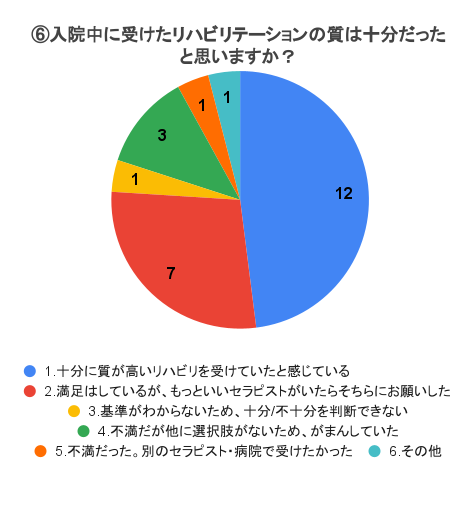 ⑥入院中に受けたリハビリテーションの質は十分だった
と思いますか？
1
3
1
12
1
7
1.十分に質が高いリハビリを受けていたと感じている
2.満足はしているが、もっといいセラピストがいたらそちらにお願いした
3.基準がわからないため、十分/不十分を判断できない
4.不満だが他に選択肢がないため、がまんしていた
5.不満だった。別のセラピスト・病院で受けたかった 6.その他